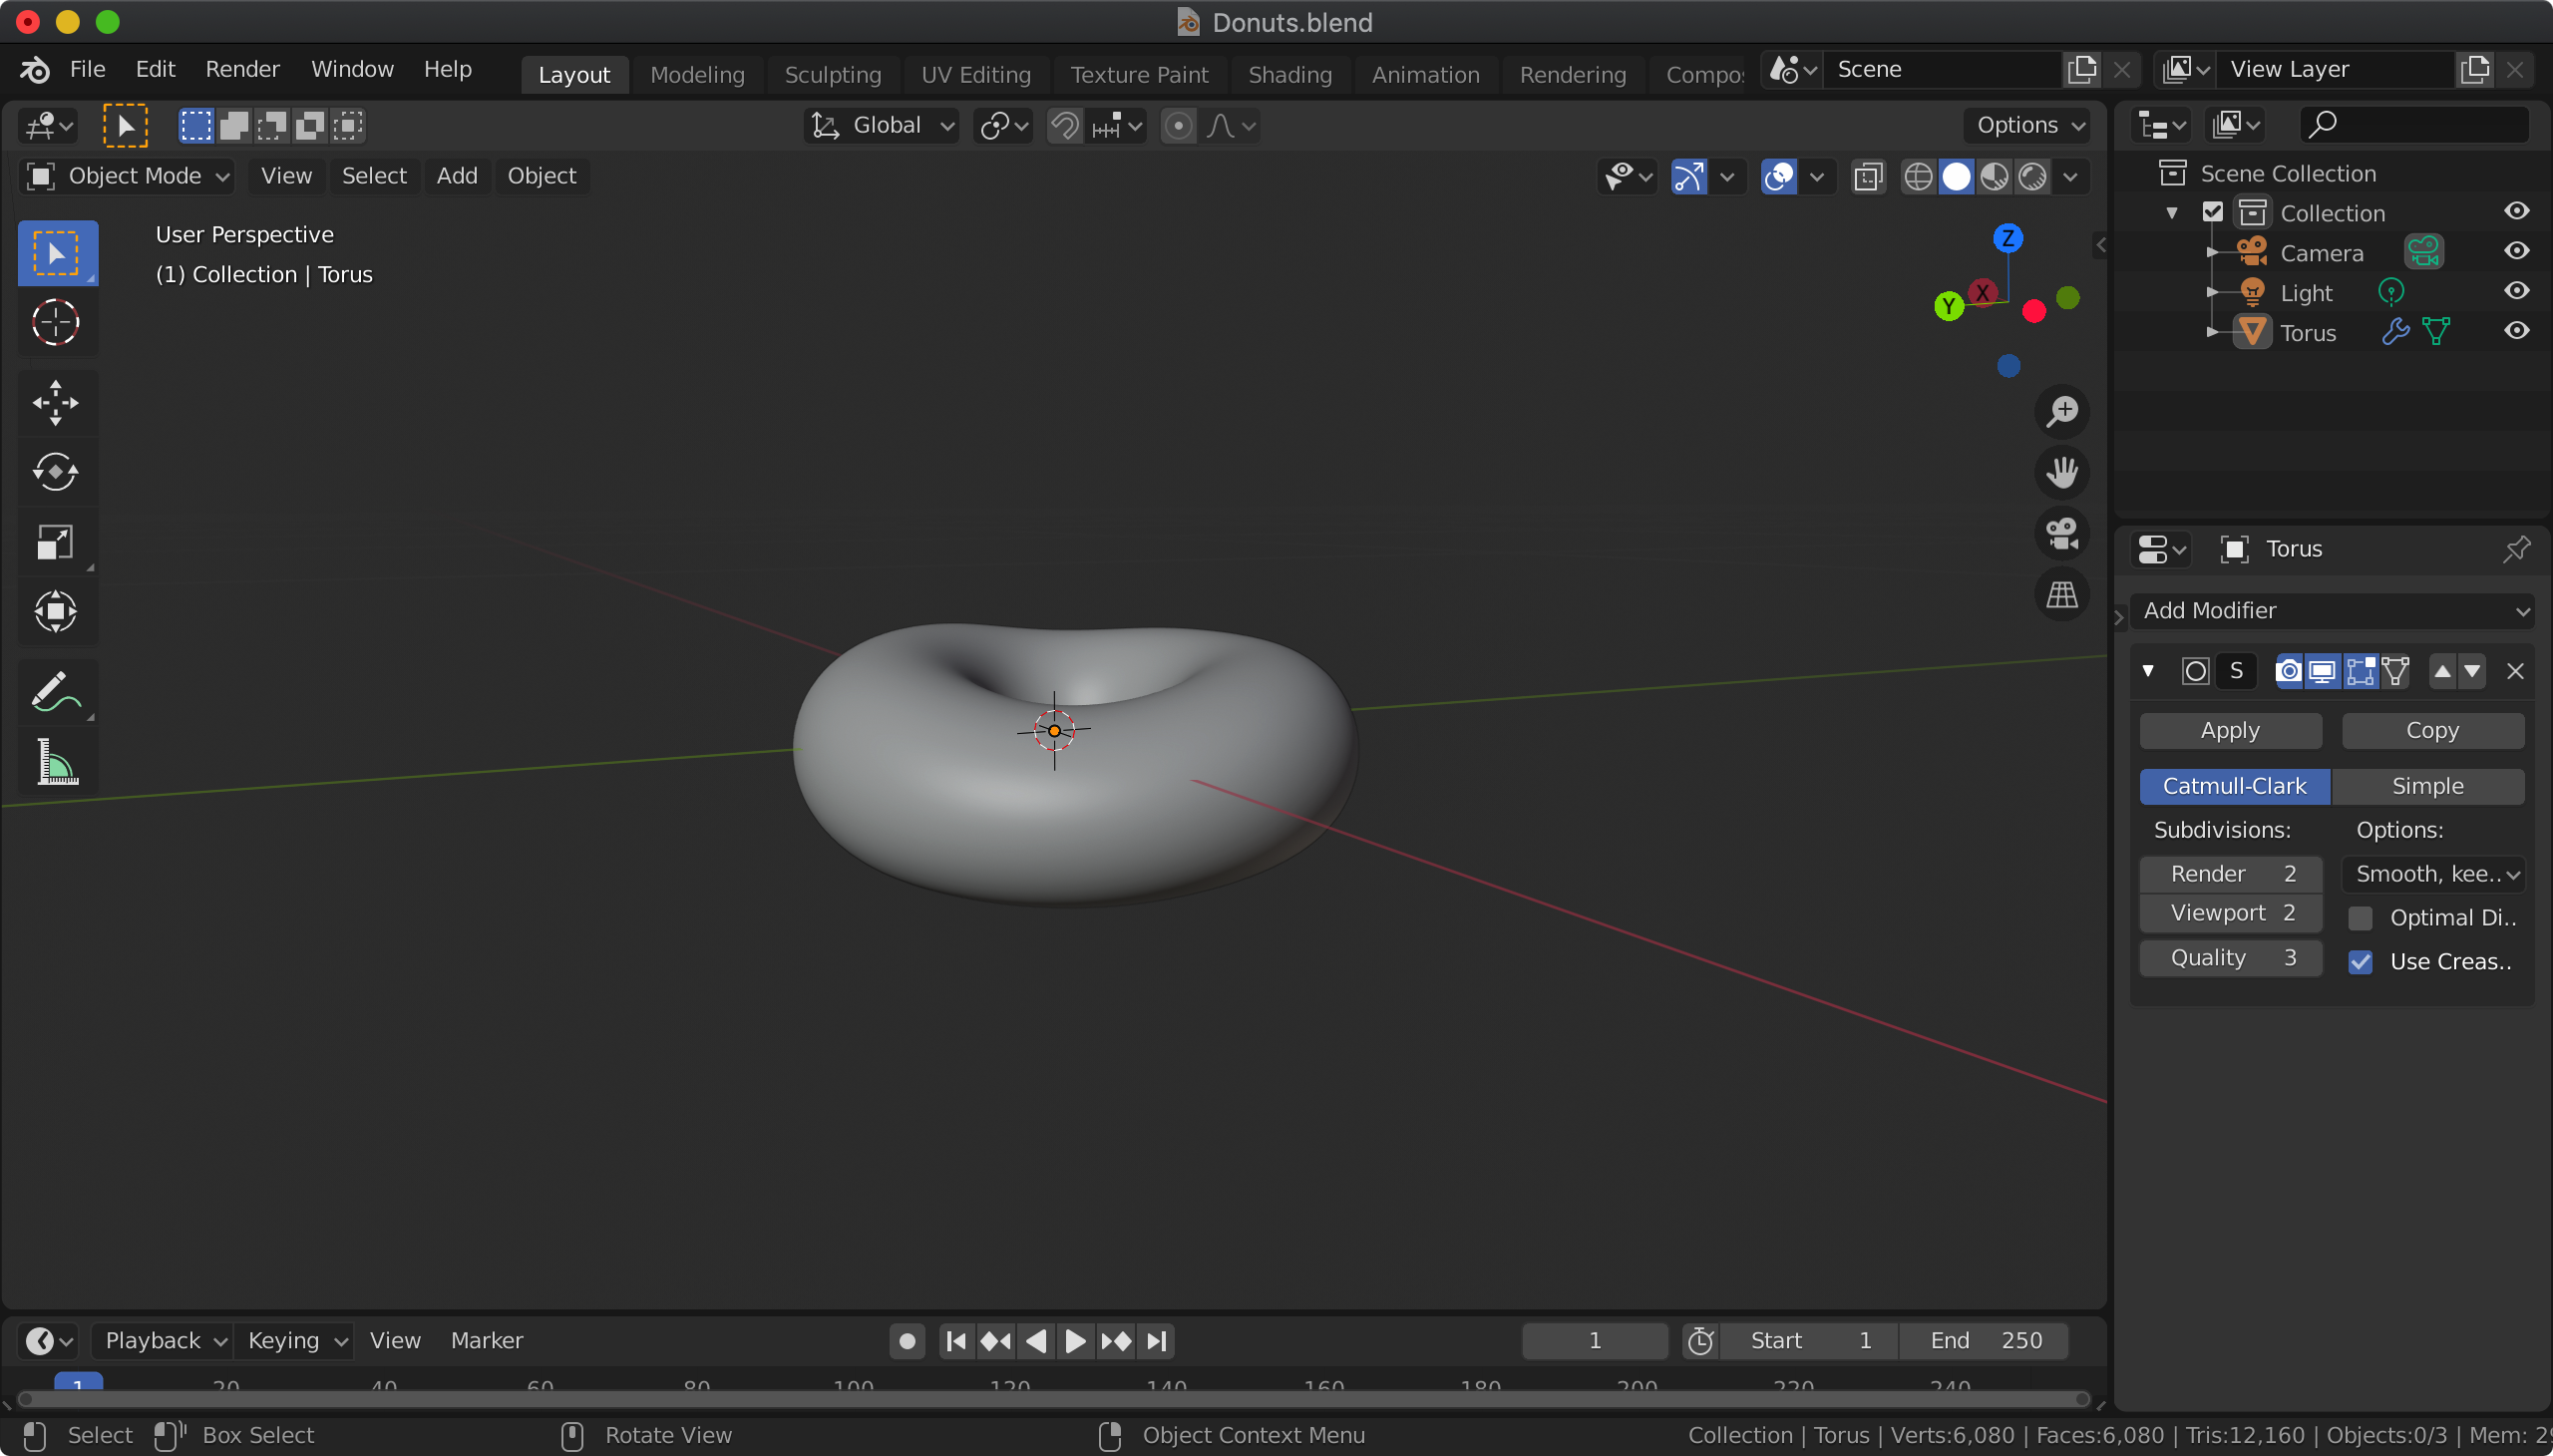 Donuts.blend
File Edit Render Window Help Layout Modeling Sculpting UV Editing Texture Paint Shading Animation Rendering Compo Scene View Layer
Global Options
Object Mode View Select Add Object
User Perspective
(1) Collection | Torus
Z
X
Y
Scene Collection
Collection
Camera
Light
Torus
Torus
Add Modifier
S
Apply Copy
Catmull-Clark Simple
Subdivisions: Options:
Render 2 Smooth, kee..
Viewport 2 Optimal Di..
Quality 3 Use Creas..
Playback Keying View Marker 1 Start 1 End 250
1 20 40 60 80 100 120 140 160 180 200 220 240
Select Box Select Rotate View Object Context Menu Collection | Torus | Verts:6,080 | Faces:6,080 | Tris:12,160 | Objects:0/3 | Mem: 2